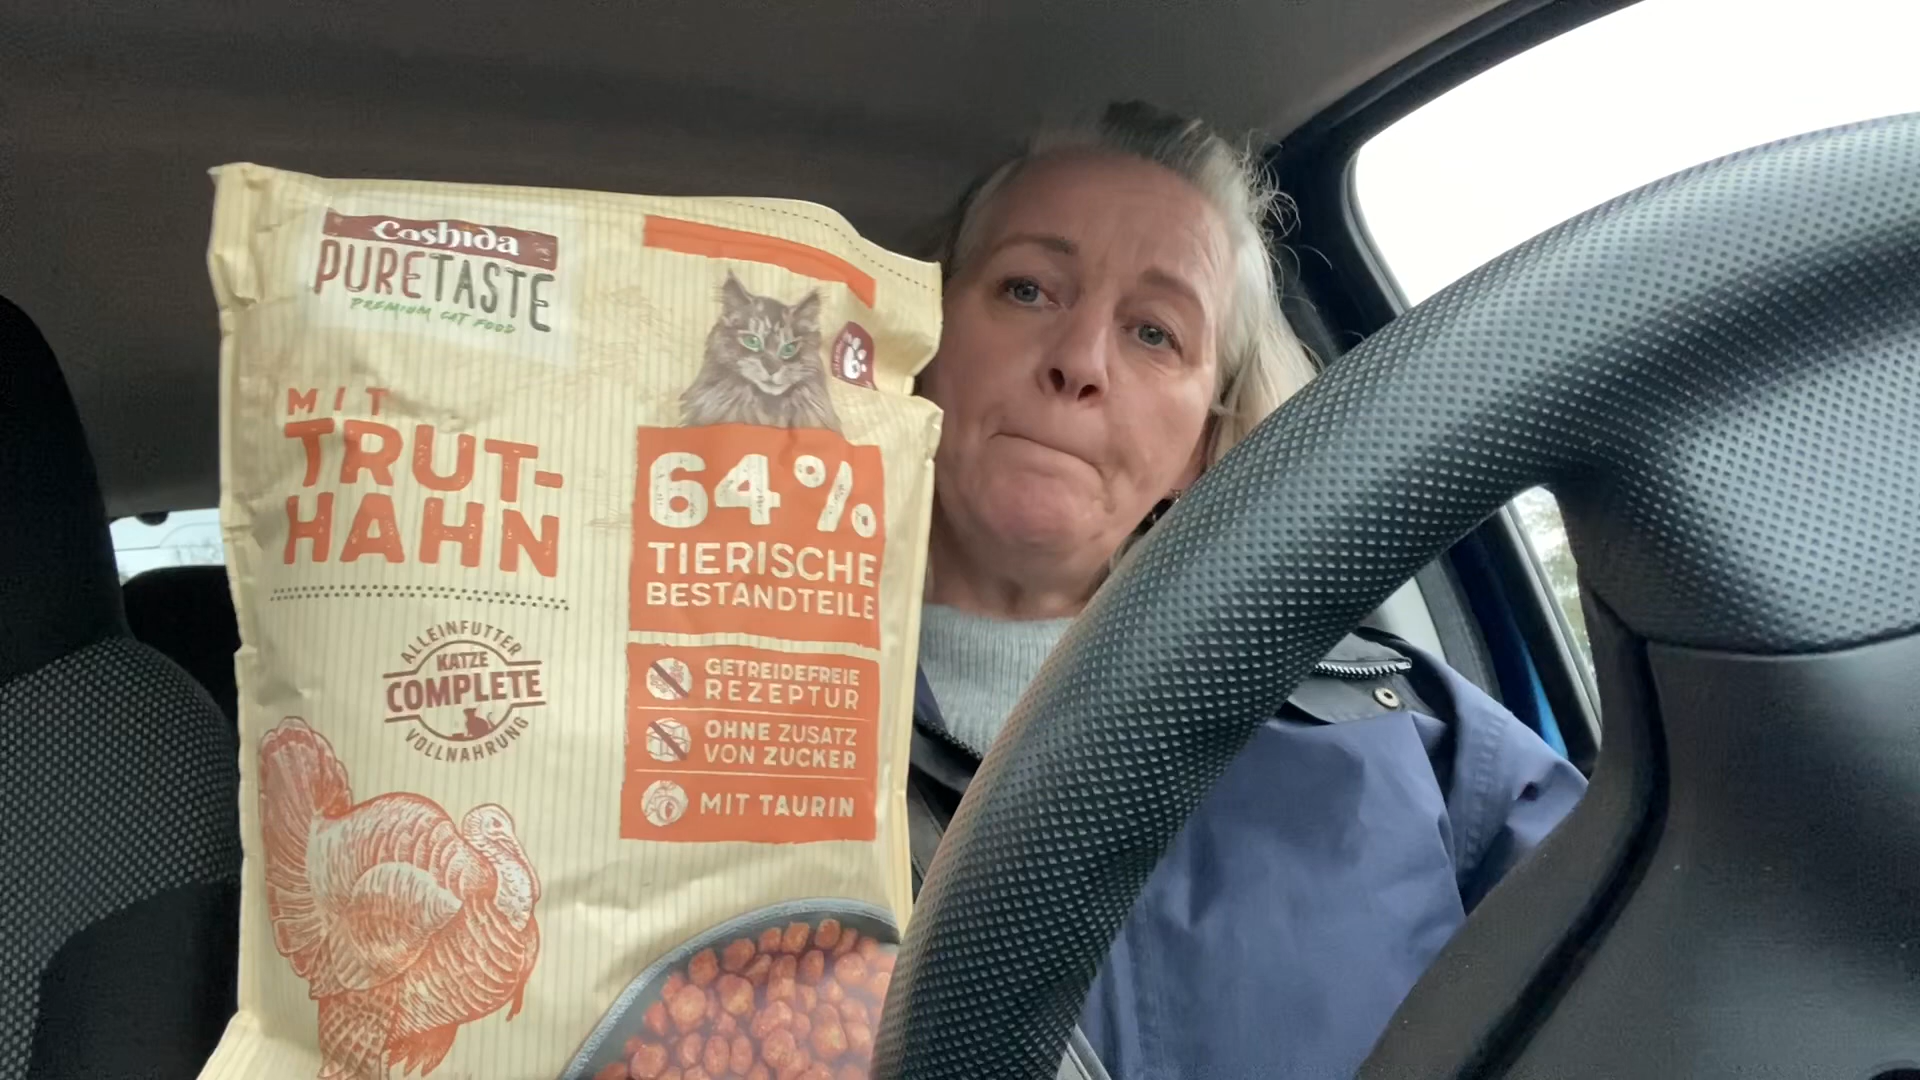 Coshida
PURETASTE
PREMIUM CAT FOOD
MIT
TRUT-
HAHN
ALLEINFUTTER
KATZE
COMPLETE
VOLLNAHRUNG
64%
TIERISCHE
BESTANDTEILE
GETREIDEFREIE
REZEPTUR
OHNE ZUSATZ
VON ZUCKER
MIT TAURIN